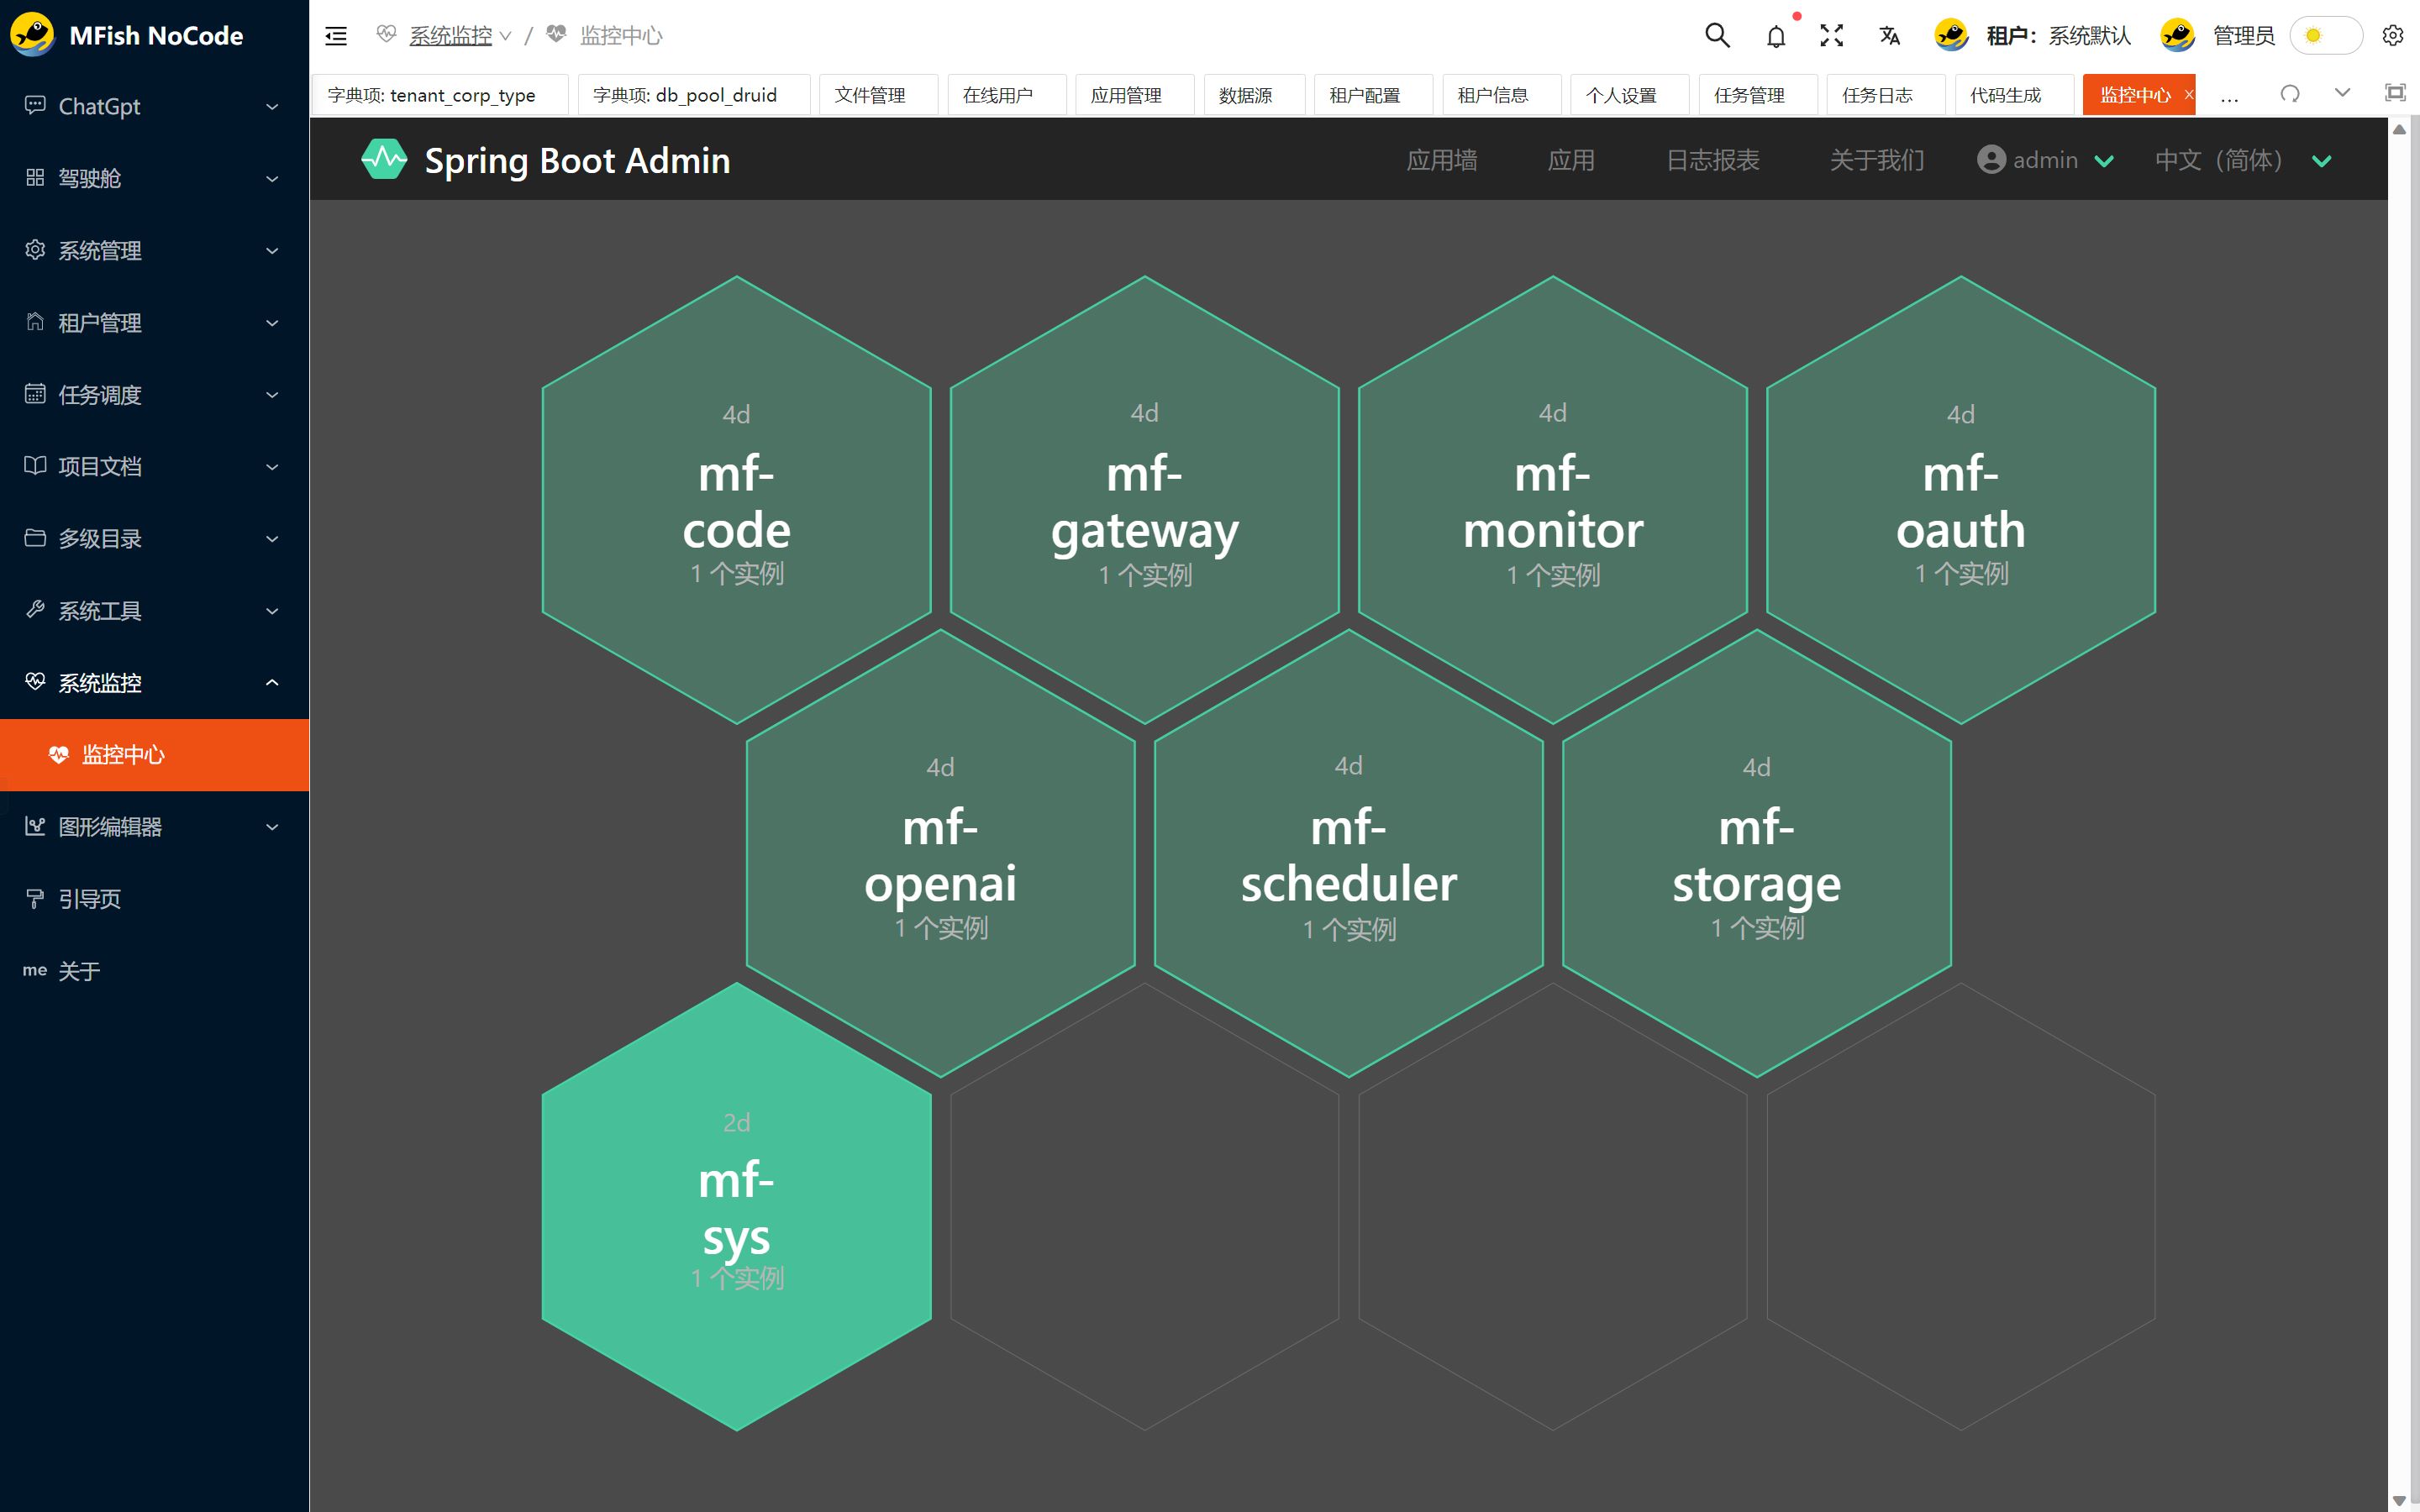 MFish NoCode
系统监控 / 监控中心
租户：系统默认
管理员
ChatGpt
驾驶舱
系统管理
租户管理
任务调度
项目文档
多级目录
系统工具
系统监控
监控中心
图形编辑器
引导页
me 关于
字典项: tenant_corp_type
字典项: db_pool_druid
文件管理
在线用户
应用管理
数据源
租户配置
租户信息
个人设置
任务管理
任务日志
代码生成
监控中心
...
Spring Boot Admin
应用墙
应用
日志报表
关于我们
admin
中文（简体）
4d
mf-
code
1 个实例
4d
mf-
gateway
1 个实例
4d
mf-
monitor
1 个实例
4d
mf-
oauth
1 个实例
4d
mf-
openai
1 个实例
4d
mf-
scheduler
1 个实例
4d
mf-
storage
1 个实例
2d
mf-
sys
1 个实例